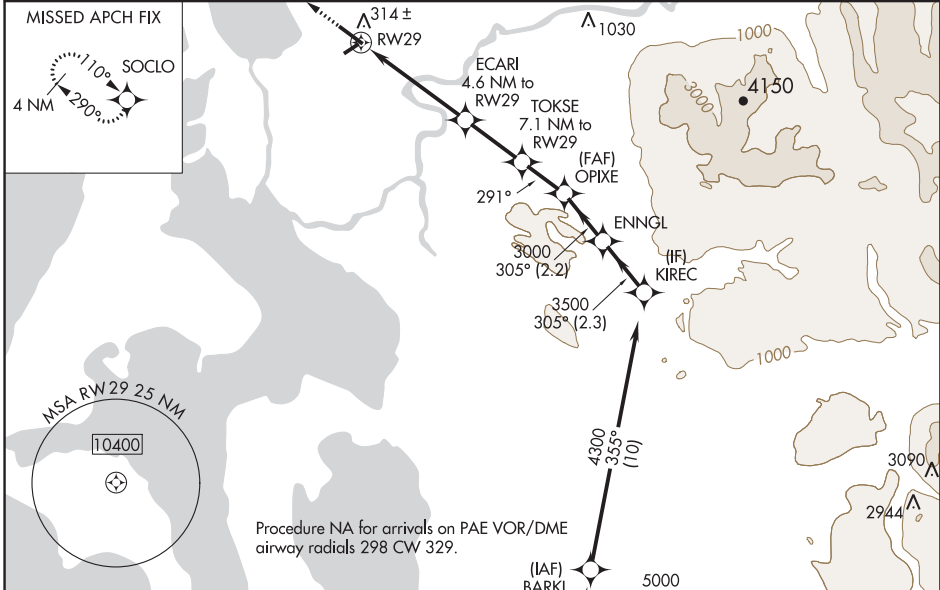 MISSED APCH FIX
SOCLO
110°
290°
4 NM
314 ±
RW29
1030
1000
ECARI
4.6 NM to
RW29
3000
4150
TOKSE
7.1 NM to
RW29
(FAF)
OPIXE
291°
ENNGL
3000
305° (2.2)
(IF)
KIREC
3500
305° (2.3)
1000
MSA RW 29 25 NM
10400
4300
355°
(10)
3090
2944
Procedure NA for arrivals on PAE VOR/DME
airway radials 298 CW 329.
(IAF)
BARKI
5000